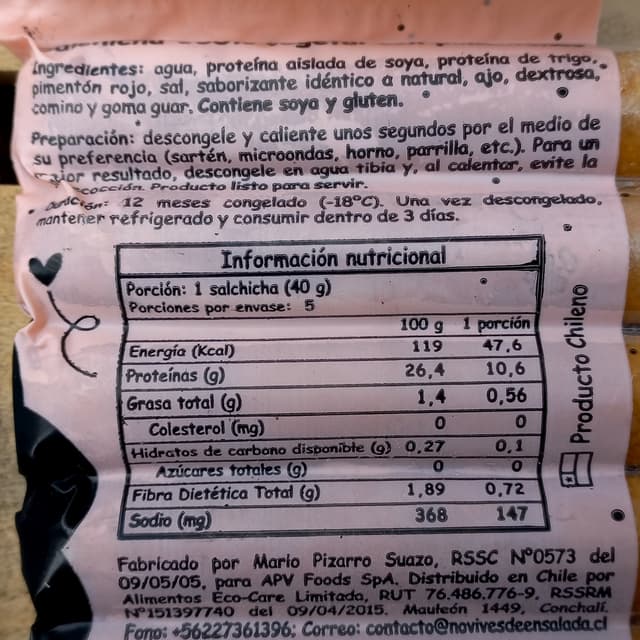 Ingredientes: agua, proteína aislada de soya, proteína de trigo,
pimentón rojo, sal, saborizante idéntico a natural, ajo, dextrosa,
comino y goma guar. Contiene soya y gluten.
Preparación: descongele y caliente unos segundos por el medio de
su preferencia (sartén, microondas, horno, parrilla, etc.). Para un
mejor resultado, descongele en agua tibia y, al calentar, evite la
cocción. Producto listo para servir.
Duración: 12 meses congelado (-18°C). Una vez descongelado,
mantener refrigerado y consumir dentro de 3 días.
Información nutricional
Porción: 1 salchicha (40 g)
Porciones por envase: 5
100 g 1 porción
Energía (Kcal) 119 47,6
Proteínas (g) 26,4 10,6
Grasa total (g) 1,4 0,56
Colesterol (mg) 0 0
Hidratos de carbono disponible (g) 0,27 0,1
Azúcares totales (g) 0 0
Fibra Dietética Total (g) 1,89 0,72
Sodio (mg) 368 147
Producto Chileno
Fabricado por Mario Pizarro Suazo, RSSC N°0573 del
09/05/05, para APV Foods SpA. Distribuido en Chile por
Alimentos Eco-Care Limitada, RUT 76.486.776-9, RSSRM
N°151397740 del 09/04/2015. Mauleón 1449, Conchalí.
Fono: +56227361396; Correo: contacto@novivesdeensalada.cl